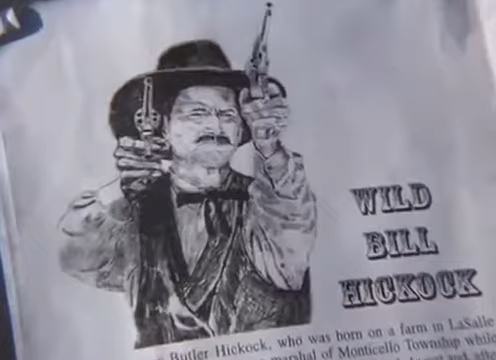 WILD
BILL
HICKOCK
Butler Hickock, who was born on a farm in LaSalle
marshal of Monticello Township while